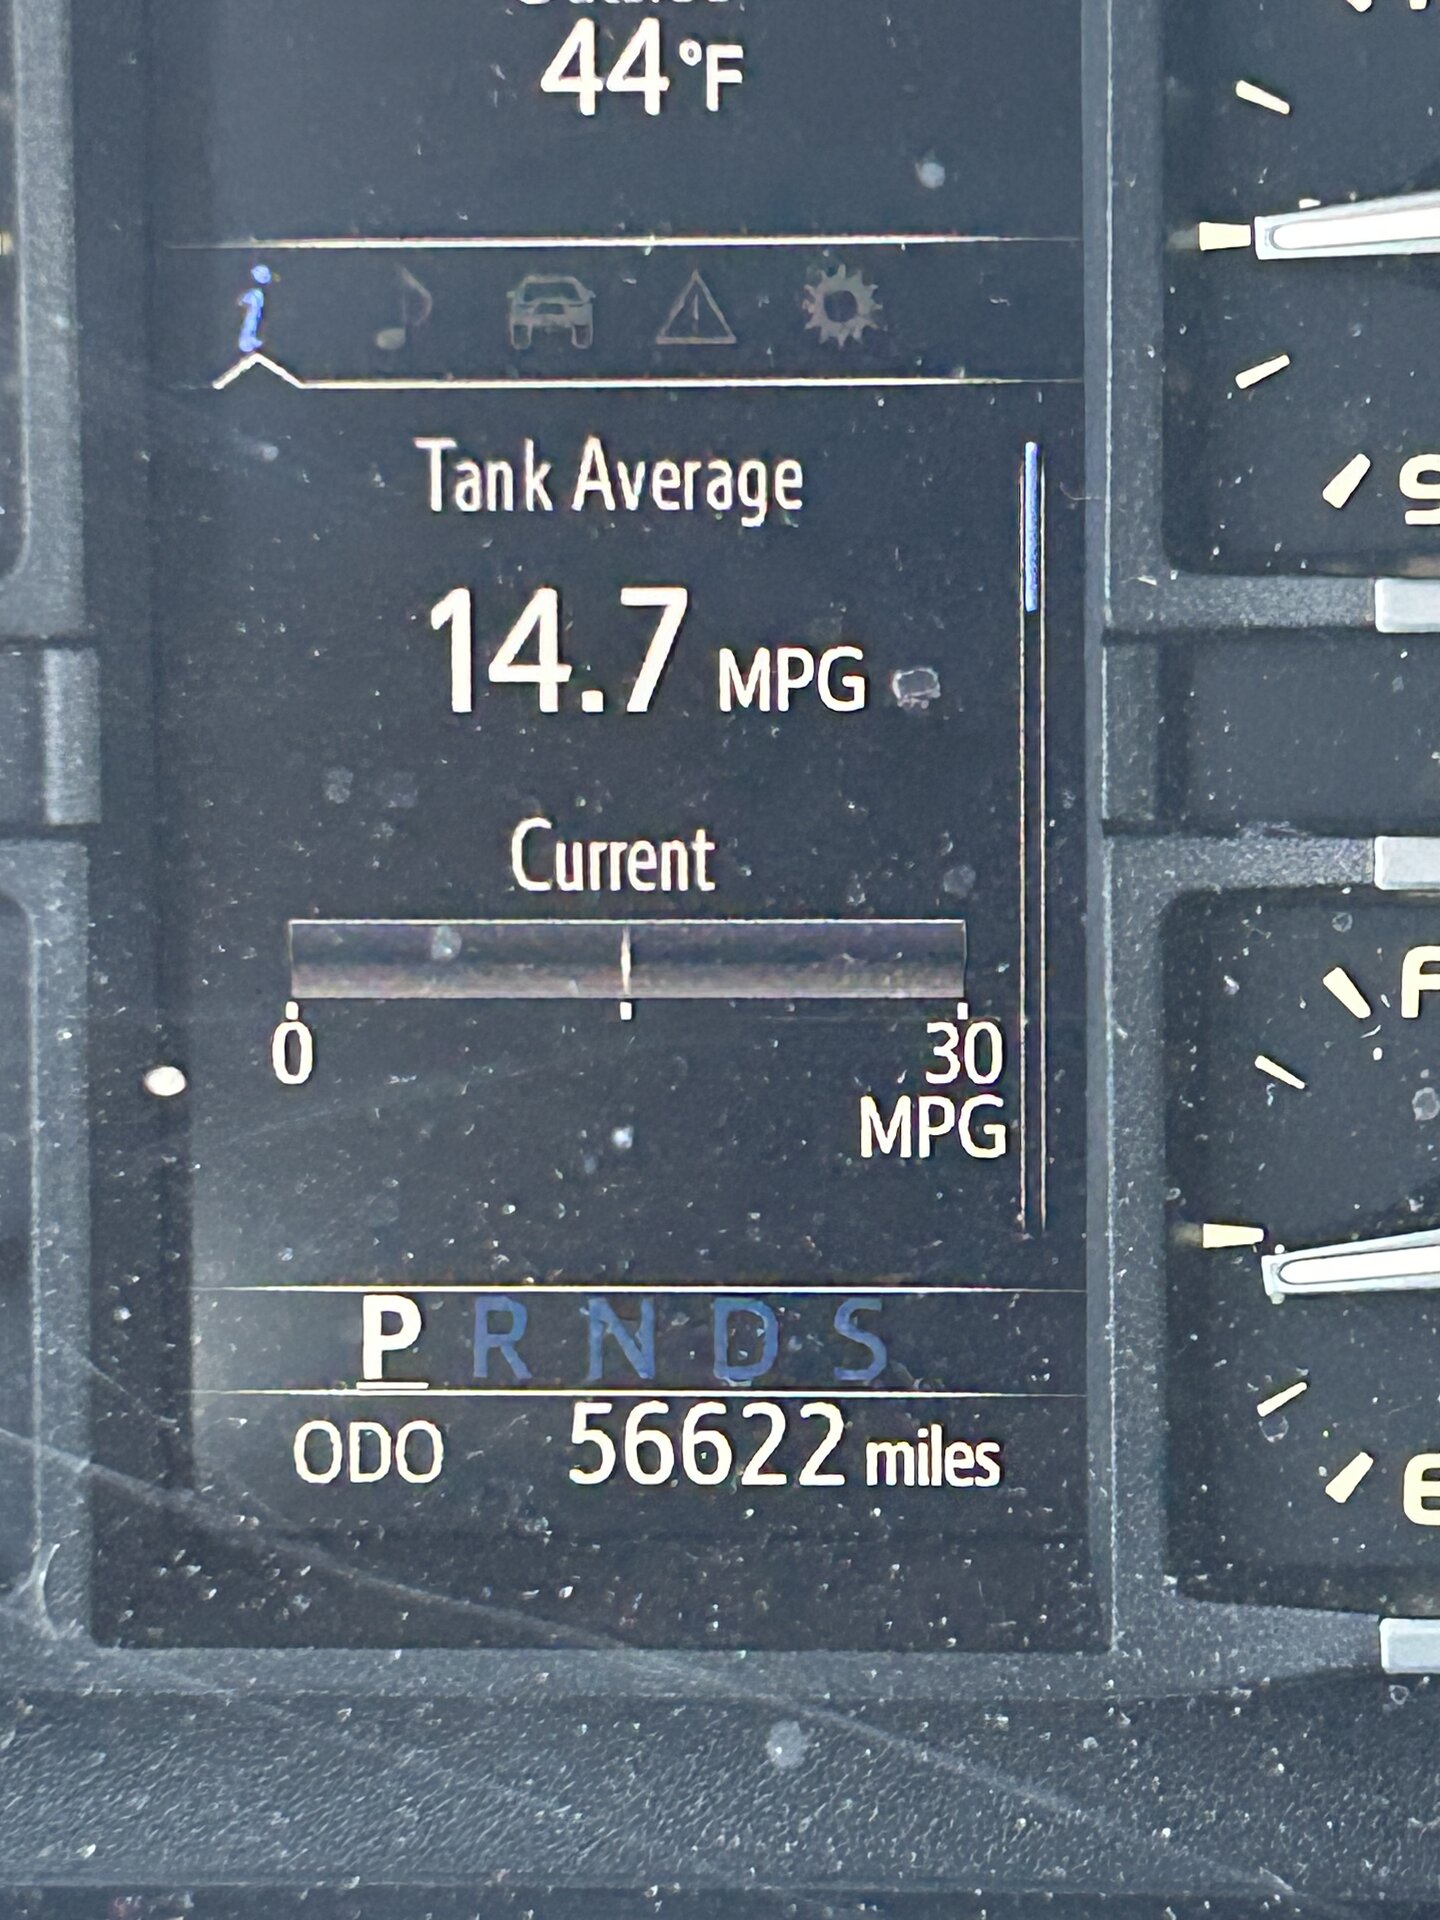 44°F
Tank Average
14.7 MPG
Current
0 30
MPG
P R N D S
ODO 56622 miles
E